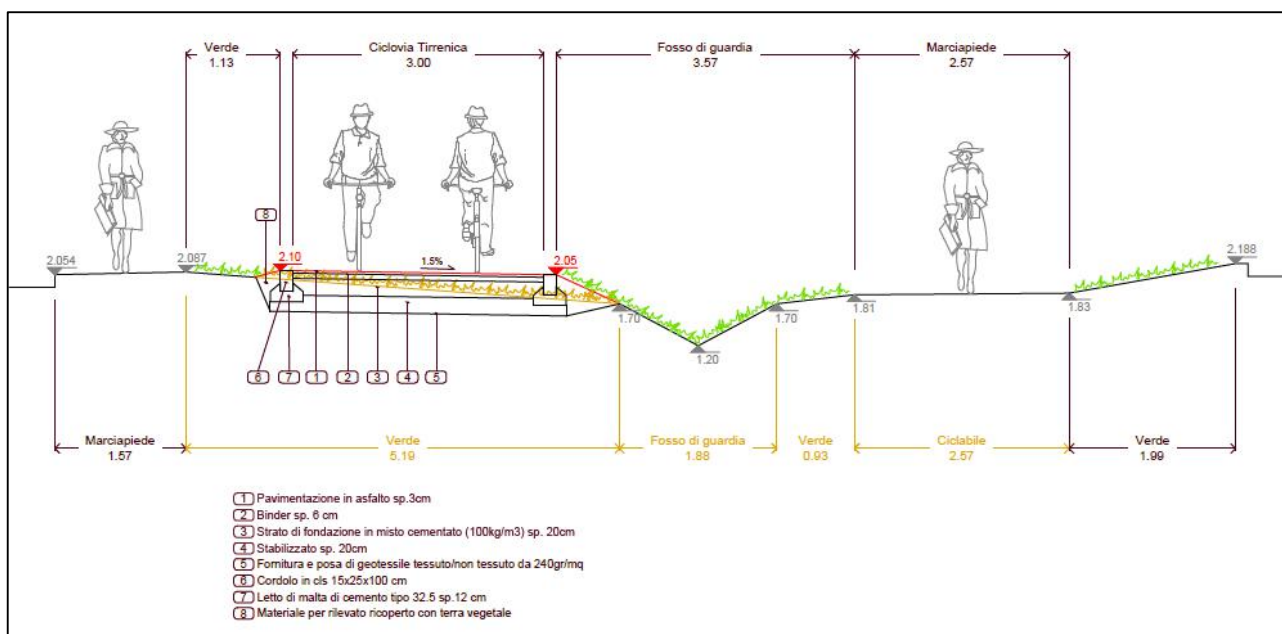 Verde
1.13
Ciclovia Tirrenica
3.00
Fosso di guardia
3.57
Marciapiede
2.57
8
2.054
2.087
2.10
1.5%
2.05
2.188
1.70
1.70
1.81
1.83
1.20
6
7
1
2
3
4
5
Marciapiede
1.57
Verde
5.19
Fosso di guardia
1.88
Verde
0.93
Ciclabile
2.57
Verde
1.99
1 Pavimentazione in asfalto sp.3cm
2 Binder sp. 6 cm
3 Strato di fondazione in misto cementato (100kg/m3) sp. 20cm
4 Stabilizzato sp. 20cm
5 Fornitura e posa di geotessile tessuto/non tessuto da 240gr/mq
6 Cordolo in cls 15x25x100 cm
7 Letto di malta di cemento tipo 32.5 sp.12 cm
8 Materiale per rilevato ricoperto con terra vegetale